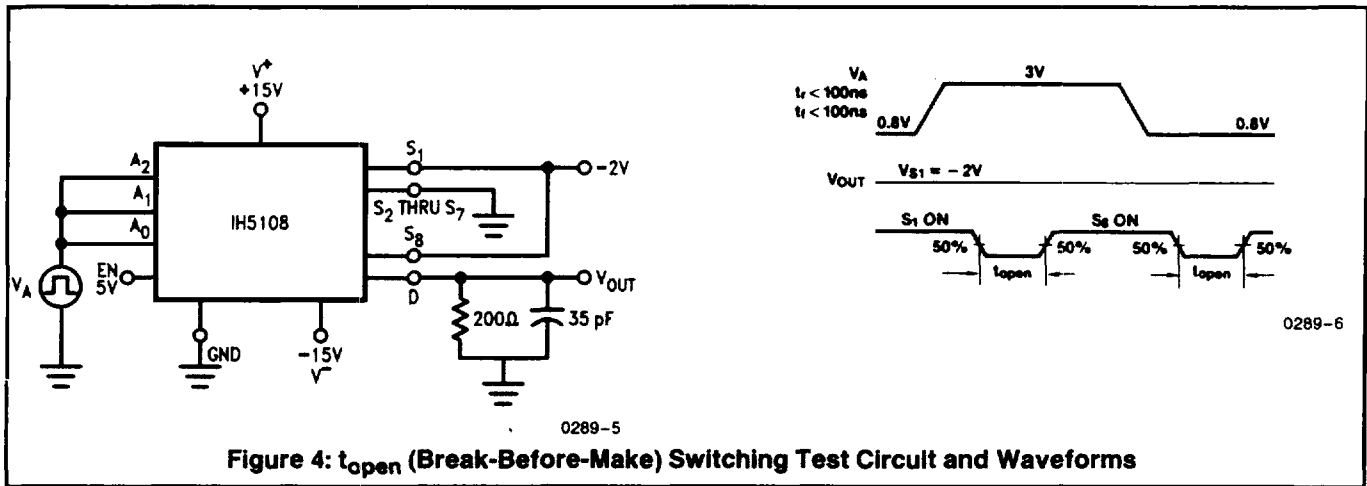 V+
+15V
A2
A1
A0
EN
5V
VA
IH5108
S1
S2 THRU S7
S8
D
-2V
VOUT
200Ω
35 pF
GND
-15V
V-
0289-5
VA
tr < 100ns
tf < 100ns
3V
0.8V
0.8V
VOUT
VS1 = -2V
S1 ON
S8 ON
50%
50%
50%
50%
topen
topen
0289-6
Figure 4: topen (Break-Before-Make) Switching Test Circuit and Waveforms